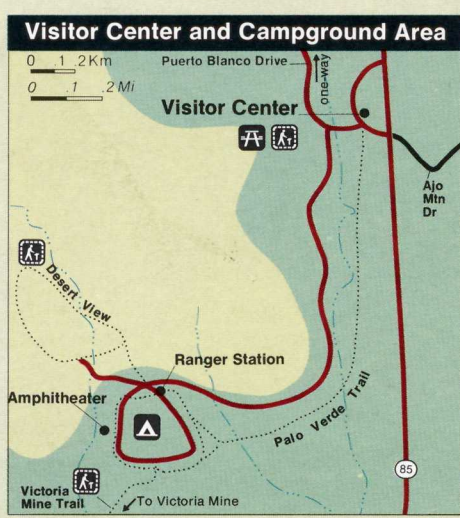 Visitor Center and Campground Area
0 .1 .2 Km
0 .1 .2 Mi
Puerto Blanco Drive
one-way
Visitor Center
Ajo
Mtn
Dr
Desert View
Ranger Station
Amphitheater
Palo Verde Trail
85
Victoria
Mine Trail
To Victoria Mine